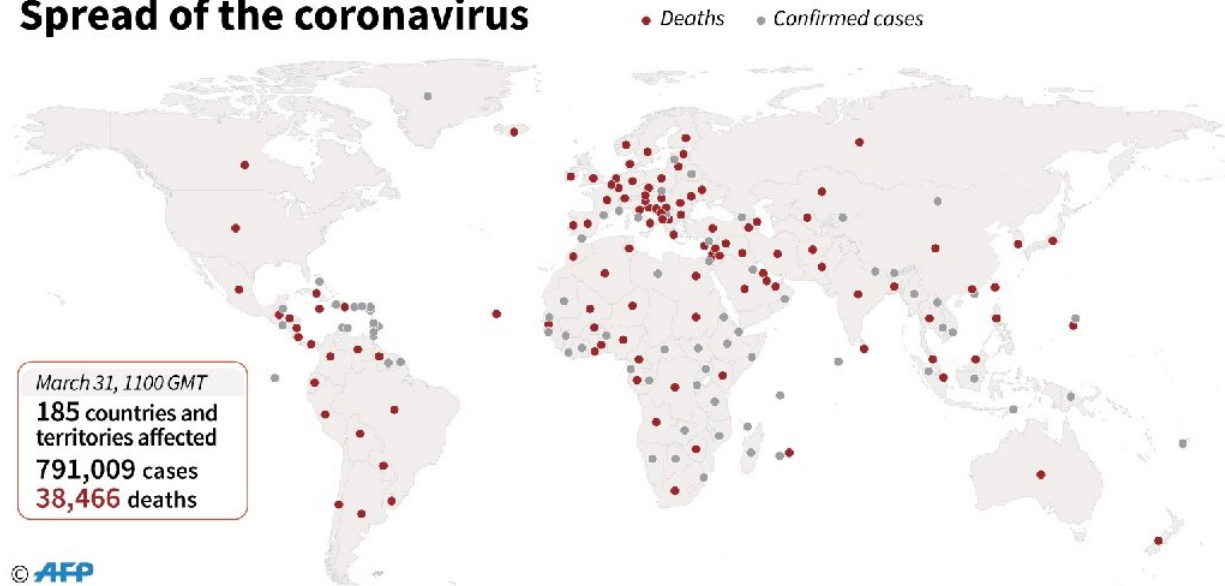 Spread of the coronavirus
Deaths Confirmed cases
March 31, 1100 GMT
185 countries and
territories affected
791,009 cases
38,466 deaths
© AFP